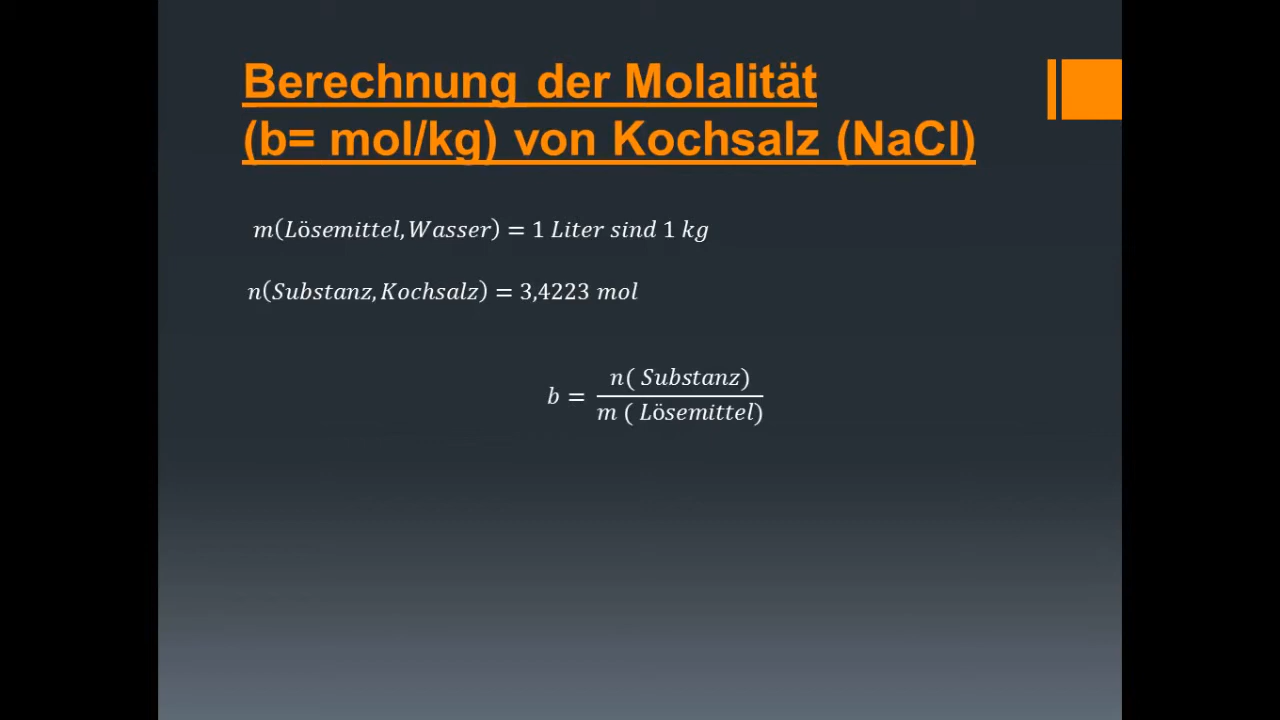 Berechnung der Molalität
(b= mol/kg) von Kochsalz (NaCl)
m(Lösemittel,Wasser) = 1 Liter sind 1 kg
n(Substanz,Kochsalz) = 3,4223 mol
b = n( Substanz) / m ( Lösemittel)